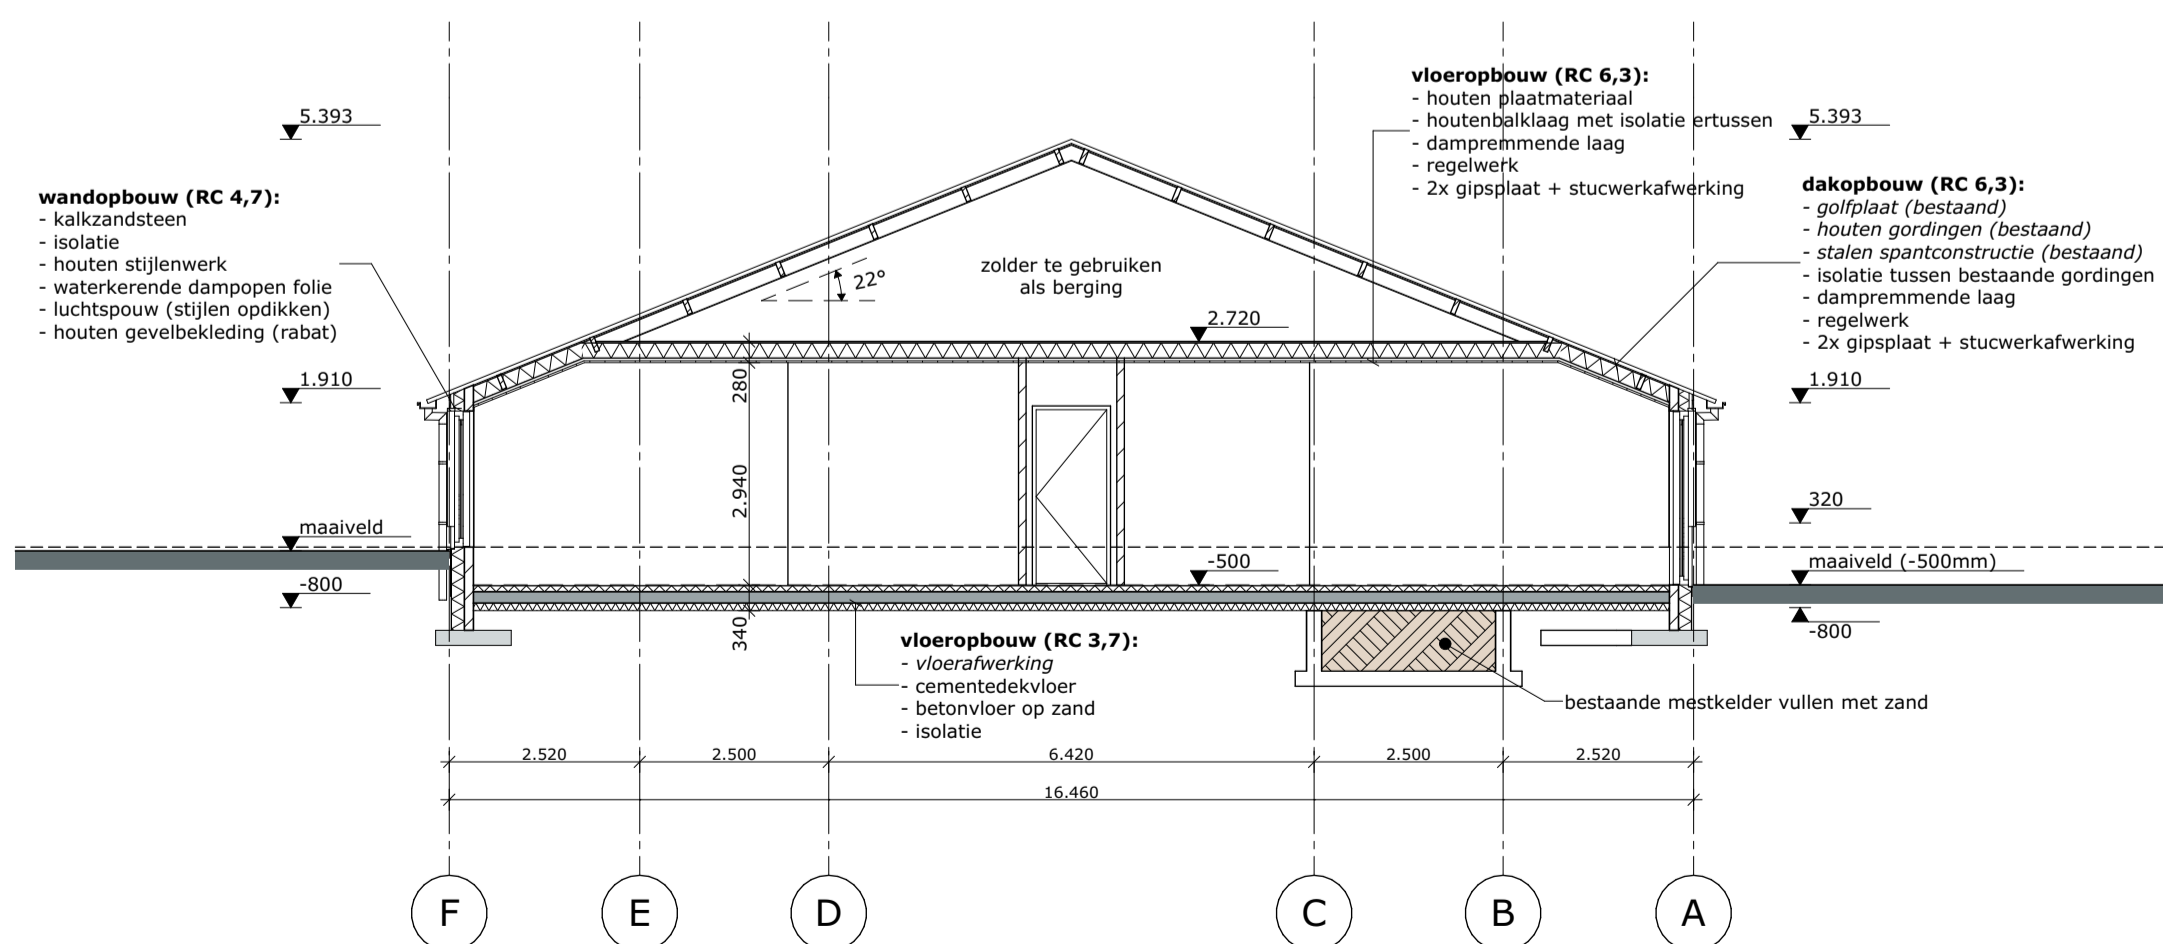 vloeropbouw (RC 6,3):
- houten plaatmateriaal
- houtenbalklaag met isolatie ertussen
- dampremmende laag
- regelwerk
- 2x gipsplaat + stucwerkafwerking
5.393
5.393
wandopbouw (RC 4,7):
- kalkzandsteen
- isolatie
- houten stijlenwerk
- waterkerende dampopen folie
- luchtspouw (stijlen opdikken)
- houten gevelbekleding (rabat)
dakopbouw (RC 6,3):
- golfplaat (bestaand)
- houten gordingen (bestaand)
- stalen spantconstructie (bestaand)
- isolatie tussen bestaande gordingen
- dampremmende laag
- regelwerk
- 2x gipsplaat + stucwerkafwerking
22°
zolder te gebruiken
als berging
2.720
1.910
1.910
280
2.940
340
320
maaiveld
-800
-500
maaiveld (-500mm)
-800
vloeropbouw (RC 3,7):
- vloerafwerking
- cementedekvloer
- betonvloer op zand
- isolatie
bestaande mestkelder vullen met zand
2.520
2.500
6.420
2.500
2.520
16.460
F
E
D
C
B
A